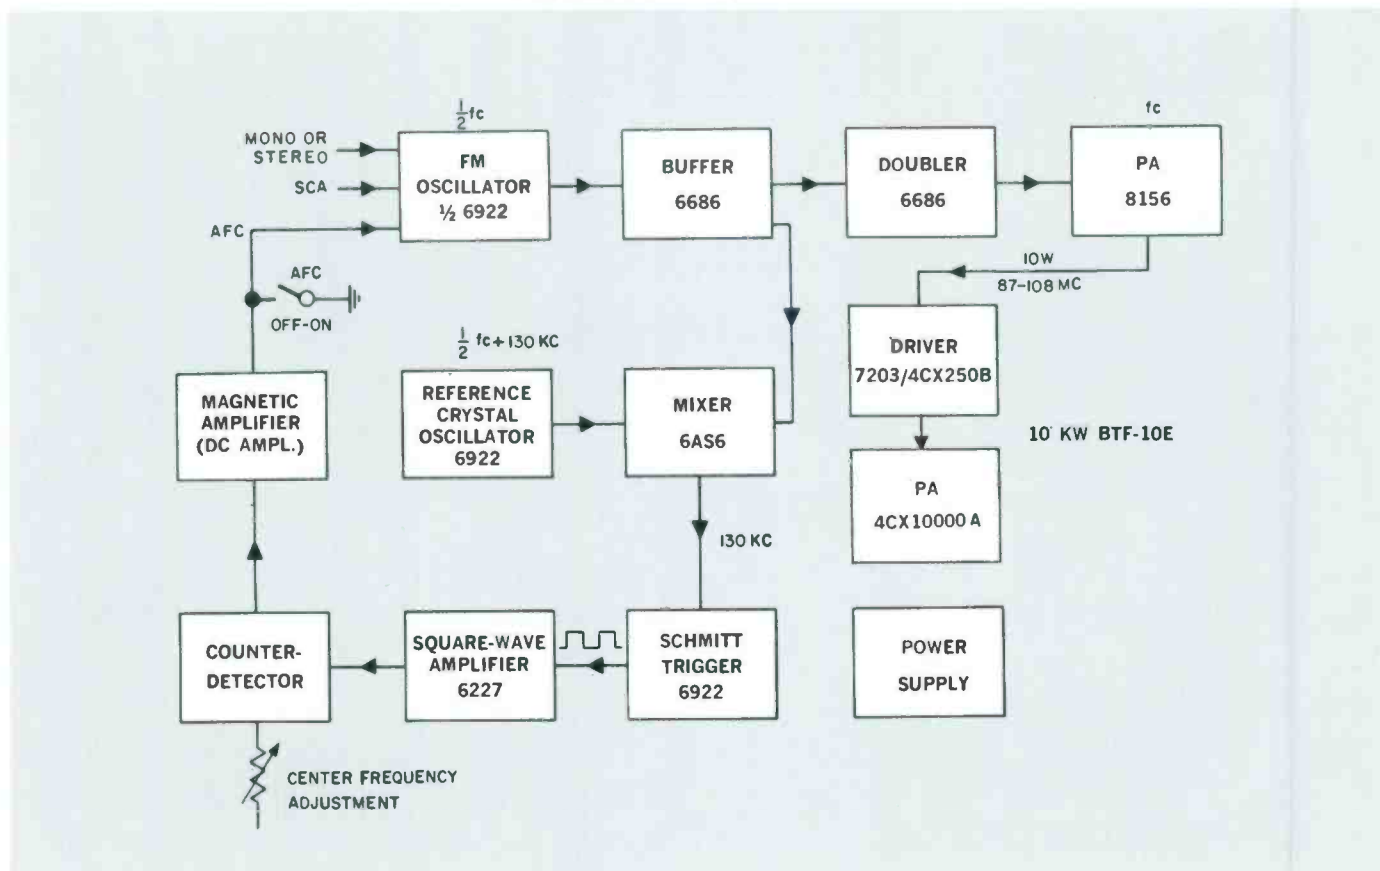 ½ fc
MONO OR
STEREO
SCA
AFC
FM
OSCILLATOR
½ 6922
BUFFER
6686
DOUBLER
6686
fc
PA
8156
10W
87-108 MC
AFC
OFF-ON
½ fc + 130 KC
MAGNETIC
AMPLIFIER
(DC AMPL.)
REFERENCE
CRYSTAL
OSCILLATOR
6922
MIXER
6AS6
DRIVER
7203/4CX250B
10 KW BTF-10E
PA
4CX10000A
130 KC
COUNTER-
DETECTOR
SQUARE-WAVE
AMPLIFIER
6227
SCHMITT
TRIGGER
6922
POWER
SUPPLY
CENTER FREQUENCY
ADJUSTMENT